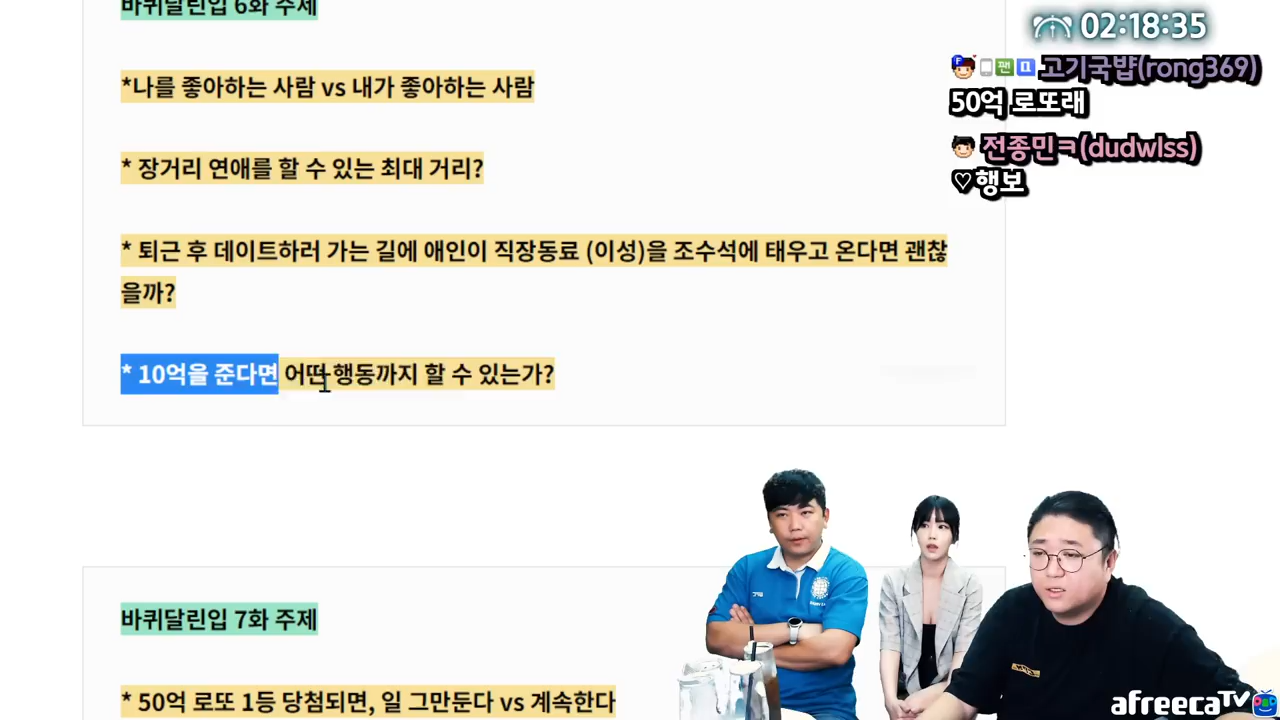 바퀴달린입 6화 주제
*나를 좋아하는 사람 vs 내가 좋아하는 사람
* 장거리 연애를 할 수 있는 최대 거리?
* 퇴근 후 데이트하러 가는 길에 애인이 직장동료 (이성)을 조수석에 태우고 온다면 괜찮
을까?
* 10억을 준다면 어떤 행동까지 할 수 있는가?
바퀴달린입 7화 주제
* 50억 로또 1등 당첨되면, 일 그만둔다 vs 계속한다
02:18:35
고기국뱝(rong369)
50억 로또래
전종민ㅋ(dudwlss)
♡행보
afreecaTV